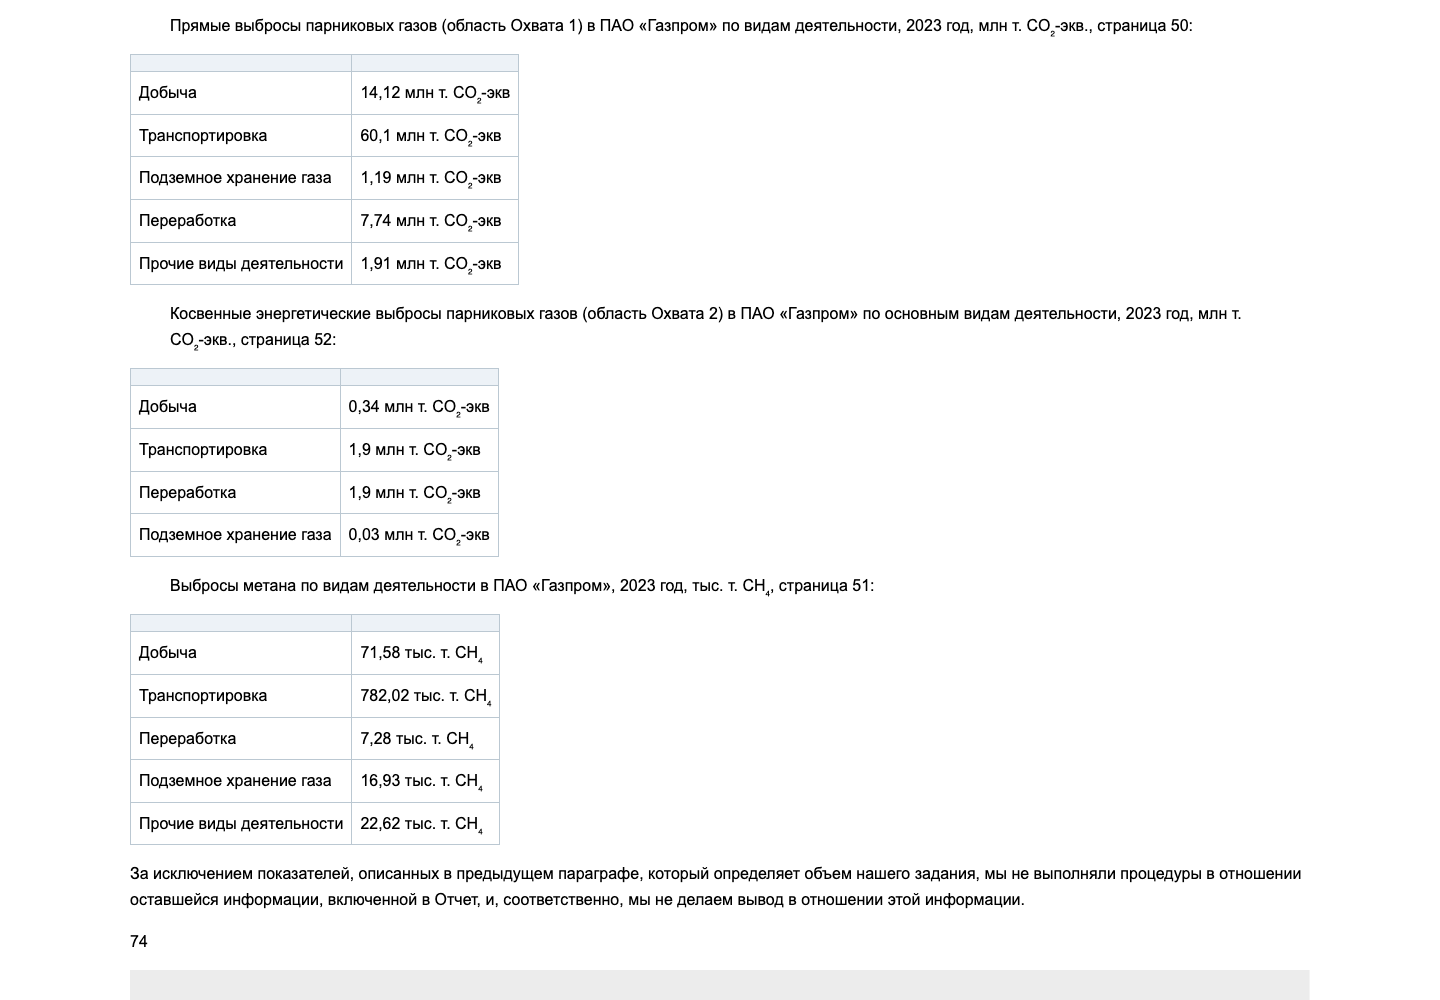 Прямые выбросы парниковых газов (область Охвата 1) в ПАО «Газпром» по видам деятельности, 2023 год, млн т. CO₂-экв., страница 50:
Добыча 14,12 млн т. CO₂-экв
Транспортировка 60,1 млн т. CO₂-экв
Подземное хранение газа 1,19 млн т. CO₂-экв
Переработка 7,74 млн т. CO₂-экв
Прочие виды деятельности 1,91 млн т. CO₂-экв
Косвенные энергетические выбросы парниковых газов (область Охвата 2) в ПАО «Газпром» по основным видам деятельности, 2023 год, млн т.
CO₂-экв., страница 52:
Добыча 0,34 млн т. CO₂-экв
Транспортировка 1,9 млн т. CO₂-экв
Переработка 1,9 млн т. CO₂-экв
Подземное хранение газа 0,03 млн т. CO₂-экв
Выбросы метана по видам деятельности в ПАО «Газпром», 2023 год, тыс. т. CH₄, страница 51:
Добыча 71,58 тыс. т. CH₄
Транспортировка 782,02 тыс. т. CH₄
Переработка 7,28 тыс. т. CH₄
Подземное хранение газа 16,93 тыс. т. CH₄
Прочие виды деятельности 22,62 тыс. т. CH₄
За исключением показателей, описанных в предыдущем параграфе, который определяет объем нашего задания, мы не выполняли процедуры в отношении
оставшейся информации, включенной в Отчет, и, соответственно, мы не делаем вывод в отношении этой информации.
74